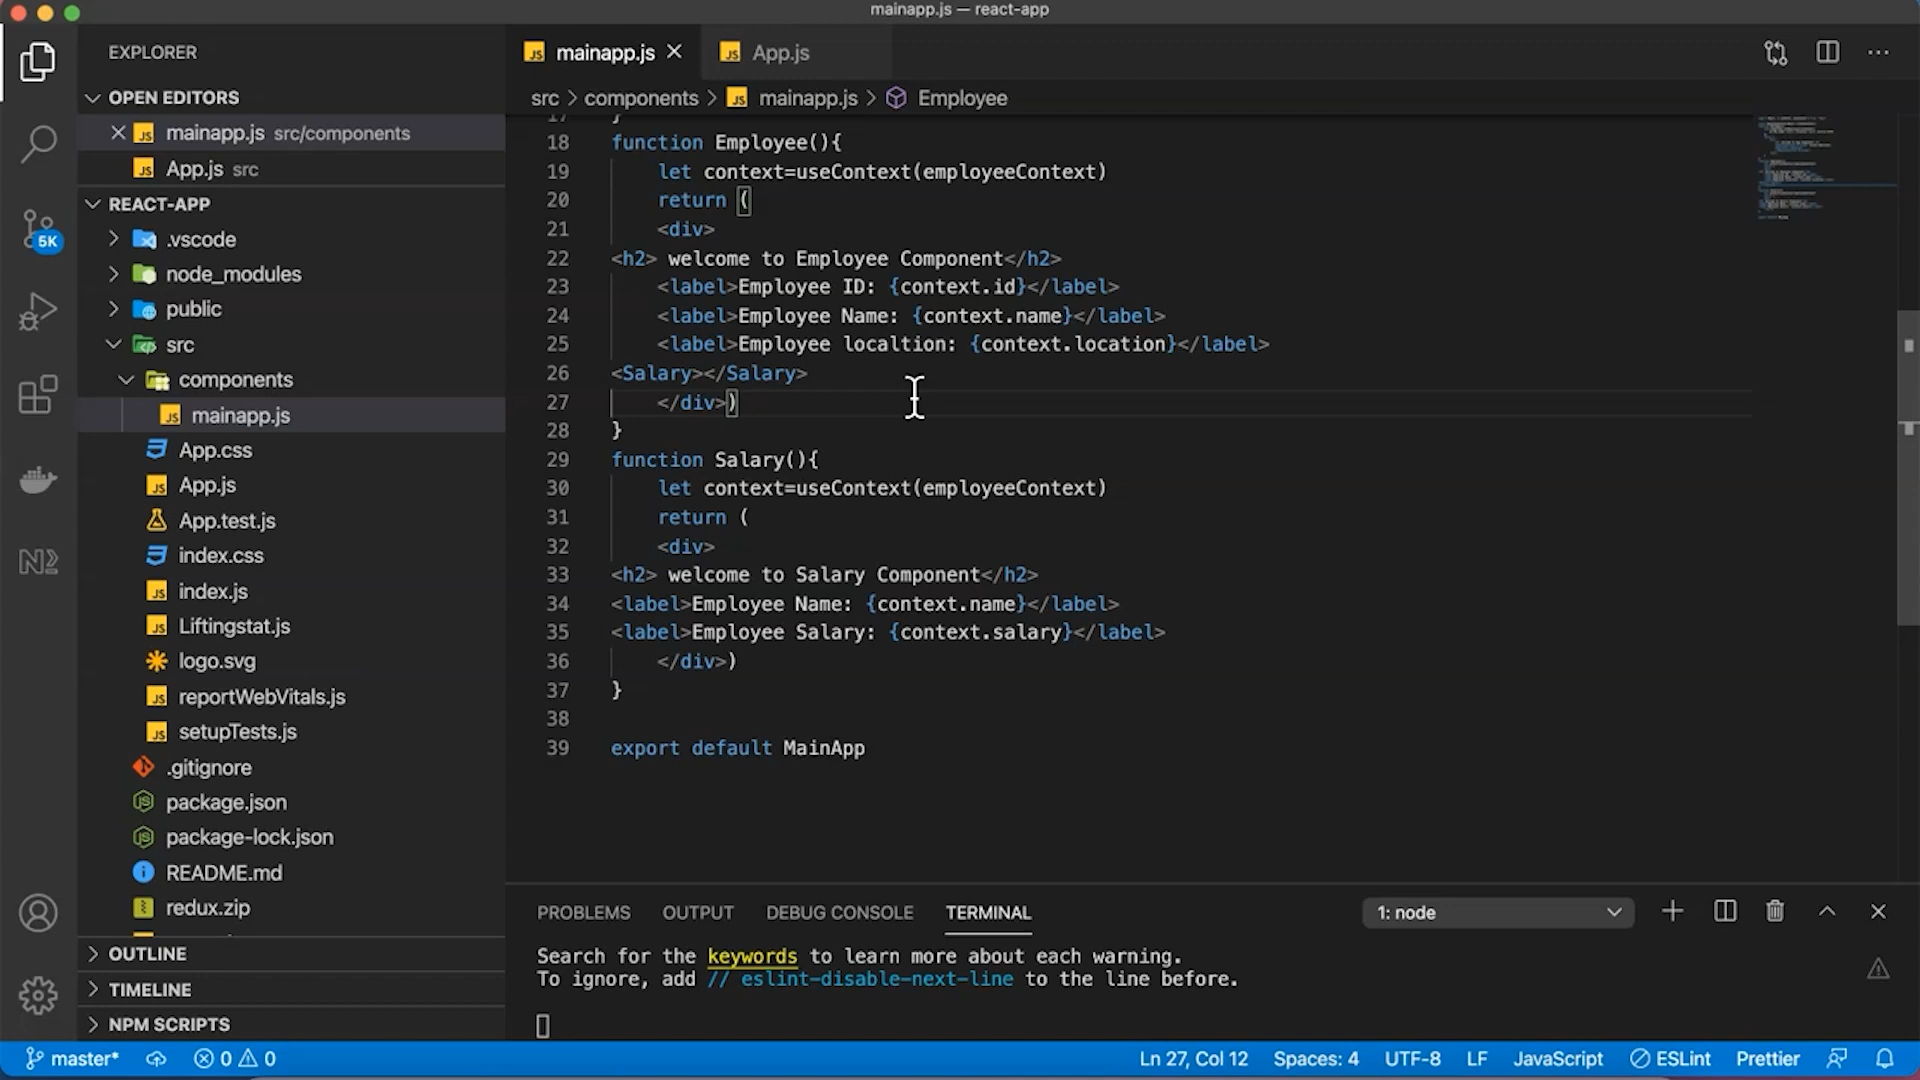 mainapp.js — react-app
EXPLORER
OPEN EDITORS
mainapp.js src/components
App.js src
REACT-APP
.vscode
node_modules
public
src
components
mainapp.js
App.css
App.js
App.test.js
index.css
index.js
Liftingstat.js
logo.svg
reportWebVitals.js
setupTests.js
.gitignore
package.json
package-lock.json
README.md
redux.zip
OUTLINE
TIMELINE
NPM SCRIPTS
5K
mainapp.js
App.js
src > components > mainapp.js > Employee
17 }
18 function Employee(){
19 let context=useContext(employeeContext)
20 return (
21 <div>
22 <h2> welcome to Employee Component</h2>
23 <label>Employee ID: {context.id}</label>
24 <label>Employee Name: {context.name}</label>
25 <label>Employee localtion: {context.location}</label>
26 <Salary></Salary>
27 </div>)
28 }
29 function Salary(){
30 let context=useContext(employeeContext)
31 return (
32 <div>
33 <h2> welcome to Salary Component</h2>
34 <label>Employee Name: {context.name}</label>
35 <label>Employee Salary: {context.salary}</label>
36 </div>)
37 }
38
39 export default MainApp
PROBLEMS OUTPUT DEBUG CONSOLE TERMINAL 1: node
Search for the keywords to learn more about each warning.
To ignore, add // eslint-disable-next-line to the line before.
master* 0 0 Ln 27, Col 12 Spaces: 4 UTF-8 LF JavaScript ESLint Prettier